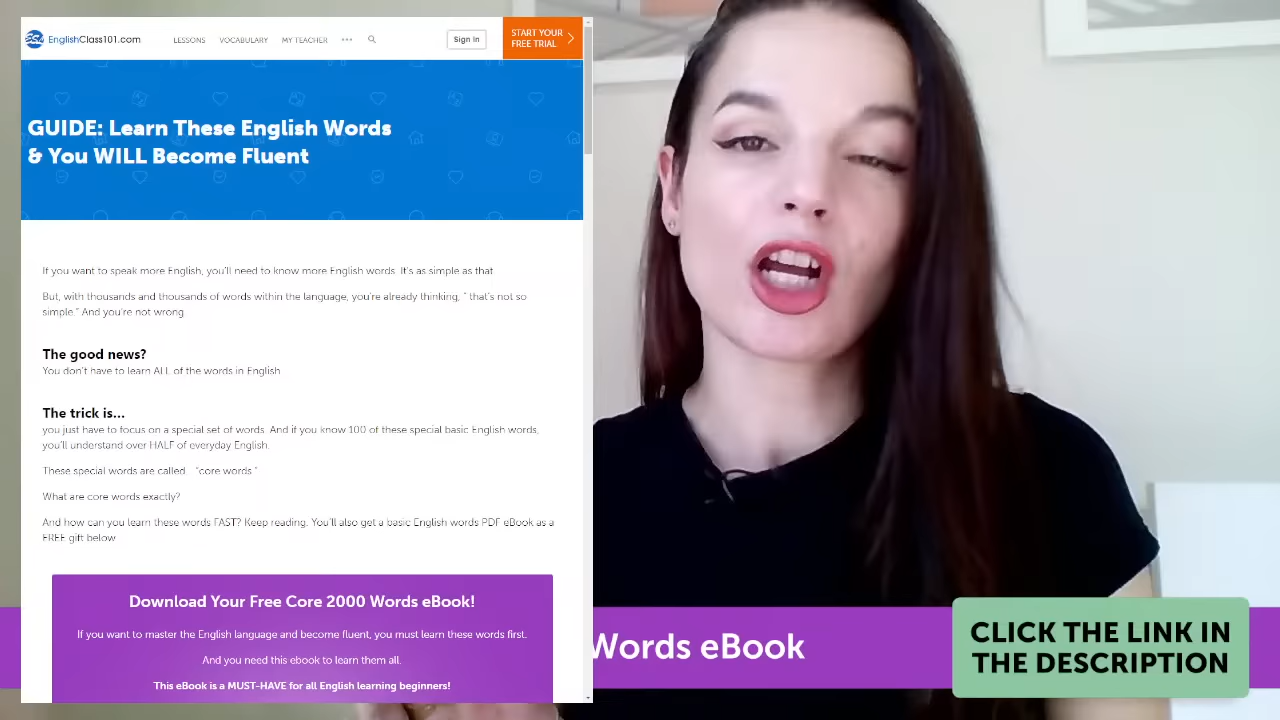 EnglishClass101.com
LESSONS
VOCABULARY
MY TEACHER
Sign In
START YOUR
FREE TRIAL
GUIDE: Learn These English Words
& You WILL Become Fluent
If you want to speak more English, you'll need to know more English words. It's as simple as that
But, with thousands and thousands of words within the language, you're already thinking, " that's not so
simple." And you're not wrong
The good news?
You don't have to learn ALL of the words in English
The trick is...
you just have to focus on a special set of words. And if you know 100 of these special basic English words,
you'll understand over HALF of everyday English.
These special words are called "core words "
What are core words exactly?
And how can you learn these words FAST? Keep reading. You'll also get a basic English words PDF eBook as a
FREE gift below
Download Your Free Core 2000 Words eBook!
If you want to master the English language and become fluent, you must learn these words first.
And you need this ebook to learn them all.
This eBook is a MUST-HAVE for all English learning beginners!
Words eBook
CLICK THE LINK IN
THE DESCRIPTION